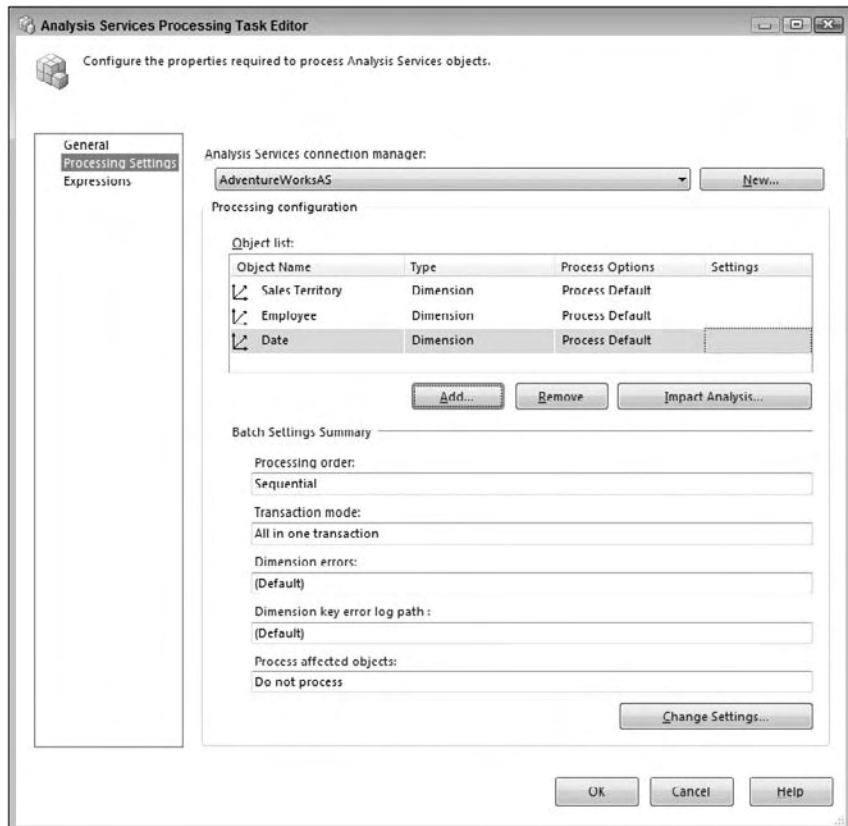 Analysis Services Processing Task Editor
Configure the properties required to process Analysis Services objects.
General
Processing Settings
Expressions
Analysis Services connection manager:
AdventureWorksAS New...
Processing configuration
Object list:
Object Name Type Process Options Settings
Sales Territory Dimension Process Default
Employee Dimension Process Default
Date Dimension Process Default
Add... Remove Impact Analysis...
Batch Settings Summary
Processing order:
Sequential
Transaction mode:
All in one transaction
Dimension errors:
(Default)
Dimension key error log path :
(Default)
Process affected objects:
Do not process
Change Settings...
OK Cancel Help